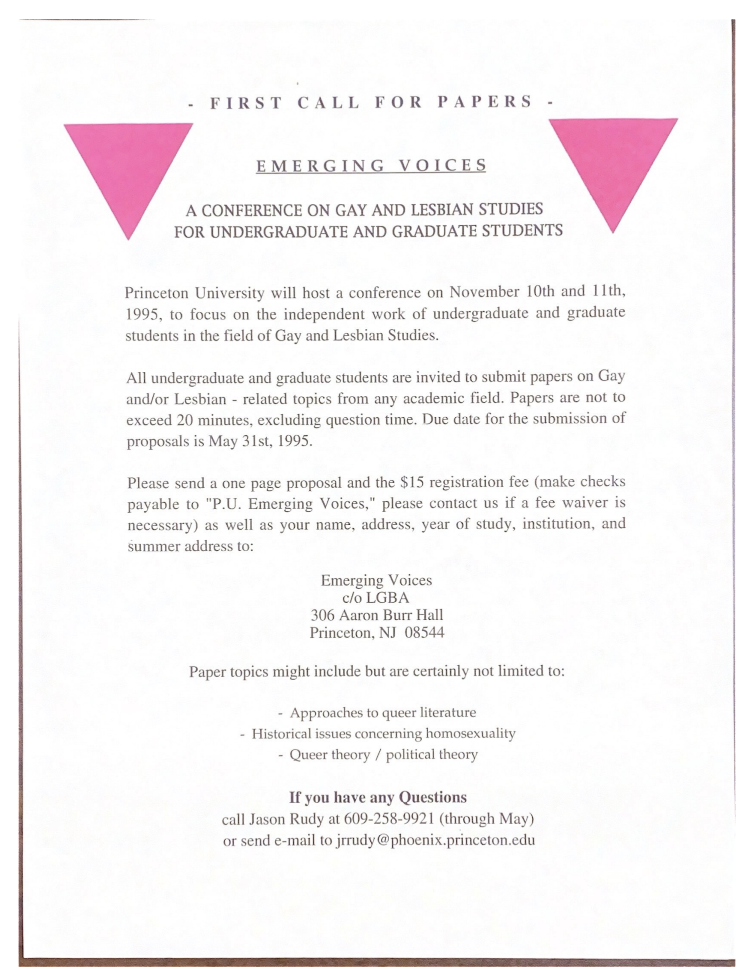 - FIRST CALL FOR PAPERS -
EMERGING VOICES
A CONFERENCE ON GAY AND LESBIAN STUDIES
FOR UNDERGRADUATE AND GRADUATE STUDENTS
Princeton University will host a conference on November 10th and 11th,
1995, to focus on the independent work of undergraduate and graduate
students in the field of Gay and Lesbian Studies.
All undergraduate and graduate students are invited to submit papers on Gay
and/or Lesbian - related topics from any academic field. Papers are not to
exceed 20 minutes, excluding question time. Due date for the submission of
proposals is May 31st, 1995.
Please send a one page proposal and the $15 registration fee (make checks
payable to "P.U. Emerging Voices," please contact us if a fee waiver is
necessary) as well as your name, address, year of study, institution, and
summer address to:
Emerging Voices
c/o LGBA
306 Aaron Burr Hall
Princeton, NJ 08544
Paper topics might include but are certainly not limited to:
- Approaches to queer literature
- Historical issues concerning homosexuality
- Queer theory / political theory
If you have any Questions
call Jason Rudy at 609-258-9921 (through May)
or send e-mail to jrrudy@phoenix.princeton.edu